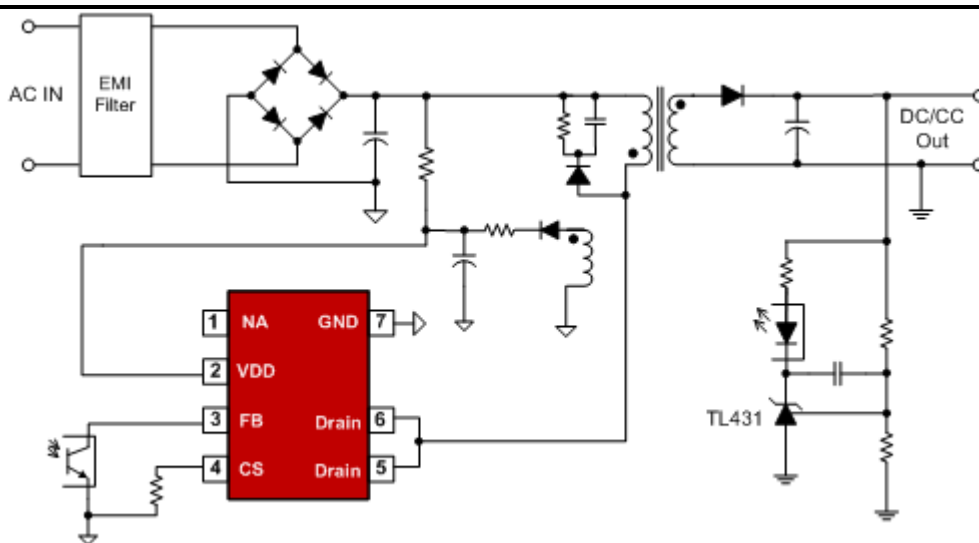 AC IN
EMI
Filter
DC/CC
Out
1 NA GND 7
2 VDD
3 FB Drain 6
4 CS Drain 5
TL431